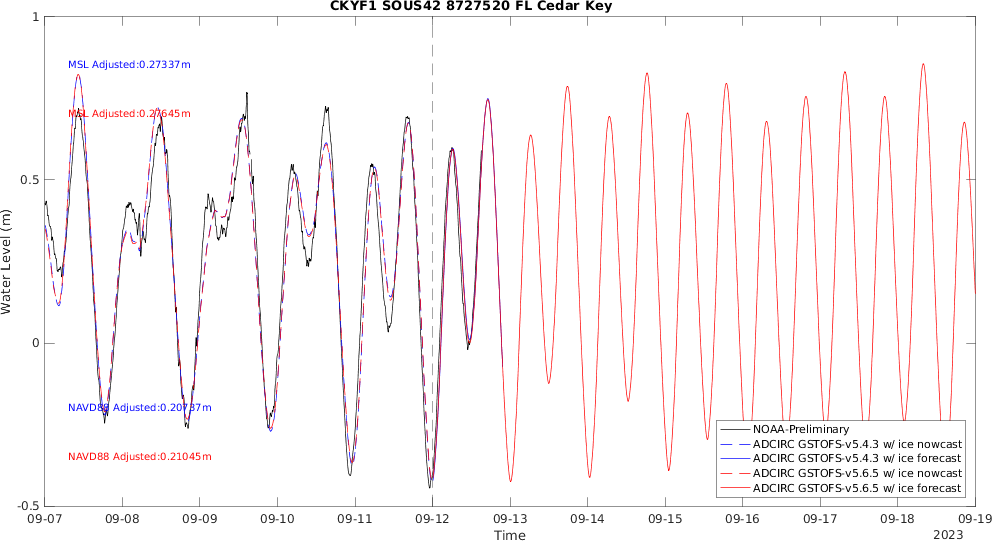 CKYF1 SOUS42 8727520 FL Cedar Key
1
MSL Adjusted:0.27337m
MSL Adjusted:0.27645m
0.5
Water Level (m)
0
NAVD88 Adjusted:0.20737m
NAVD88 Adjusted:0.21045m
-0.5
NOAA-Preliminary
ADCIRC GSTOFS-v5.4.3 w/ ice nowcast
ADCIRC GSTOFS-v5.4.3 w/ ice forecast
ADCIRC GSTOFS-v5.6.5 w/ ice nowcast
ADCIRC GSTOFS-v5.6.5 w/ ice forecast
09-07 09-08 09-09 09-10 09-11 09-12 09-13 09-14 09-15 09-16 09-17 09-18 09-19
Time
2023